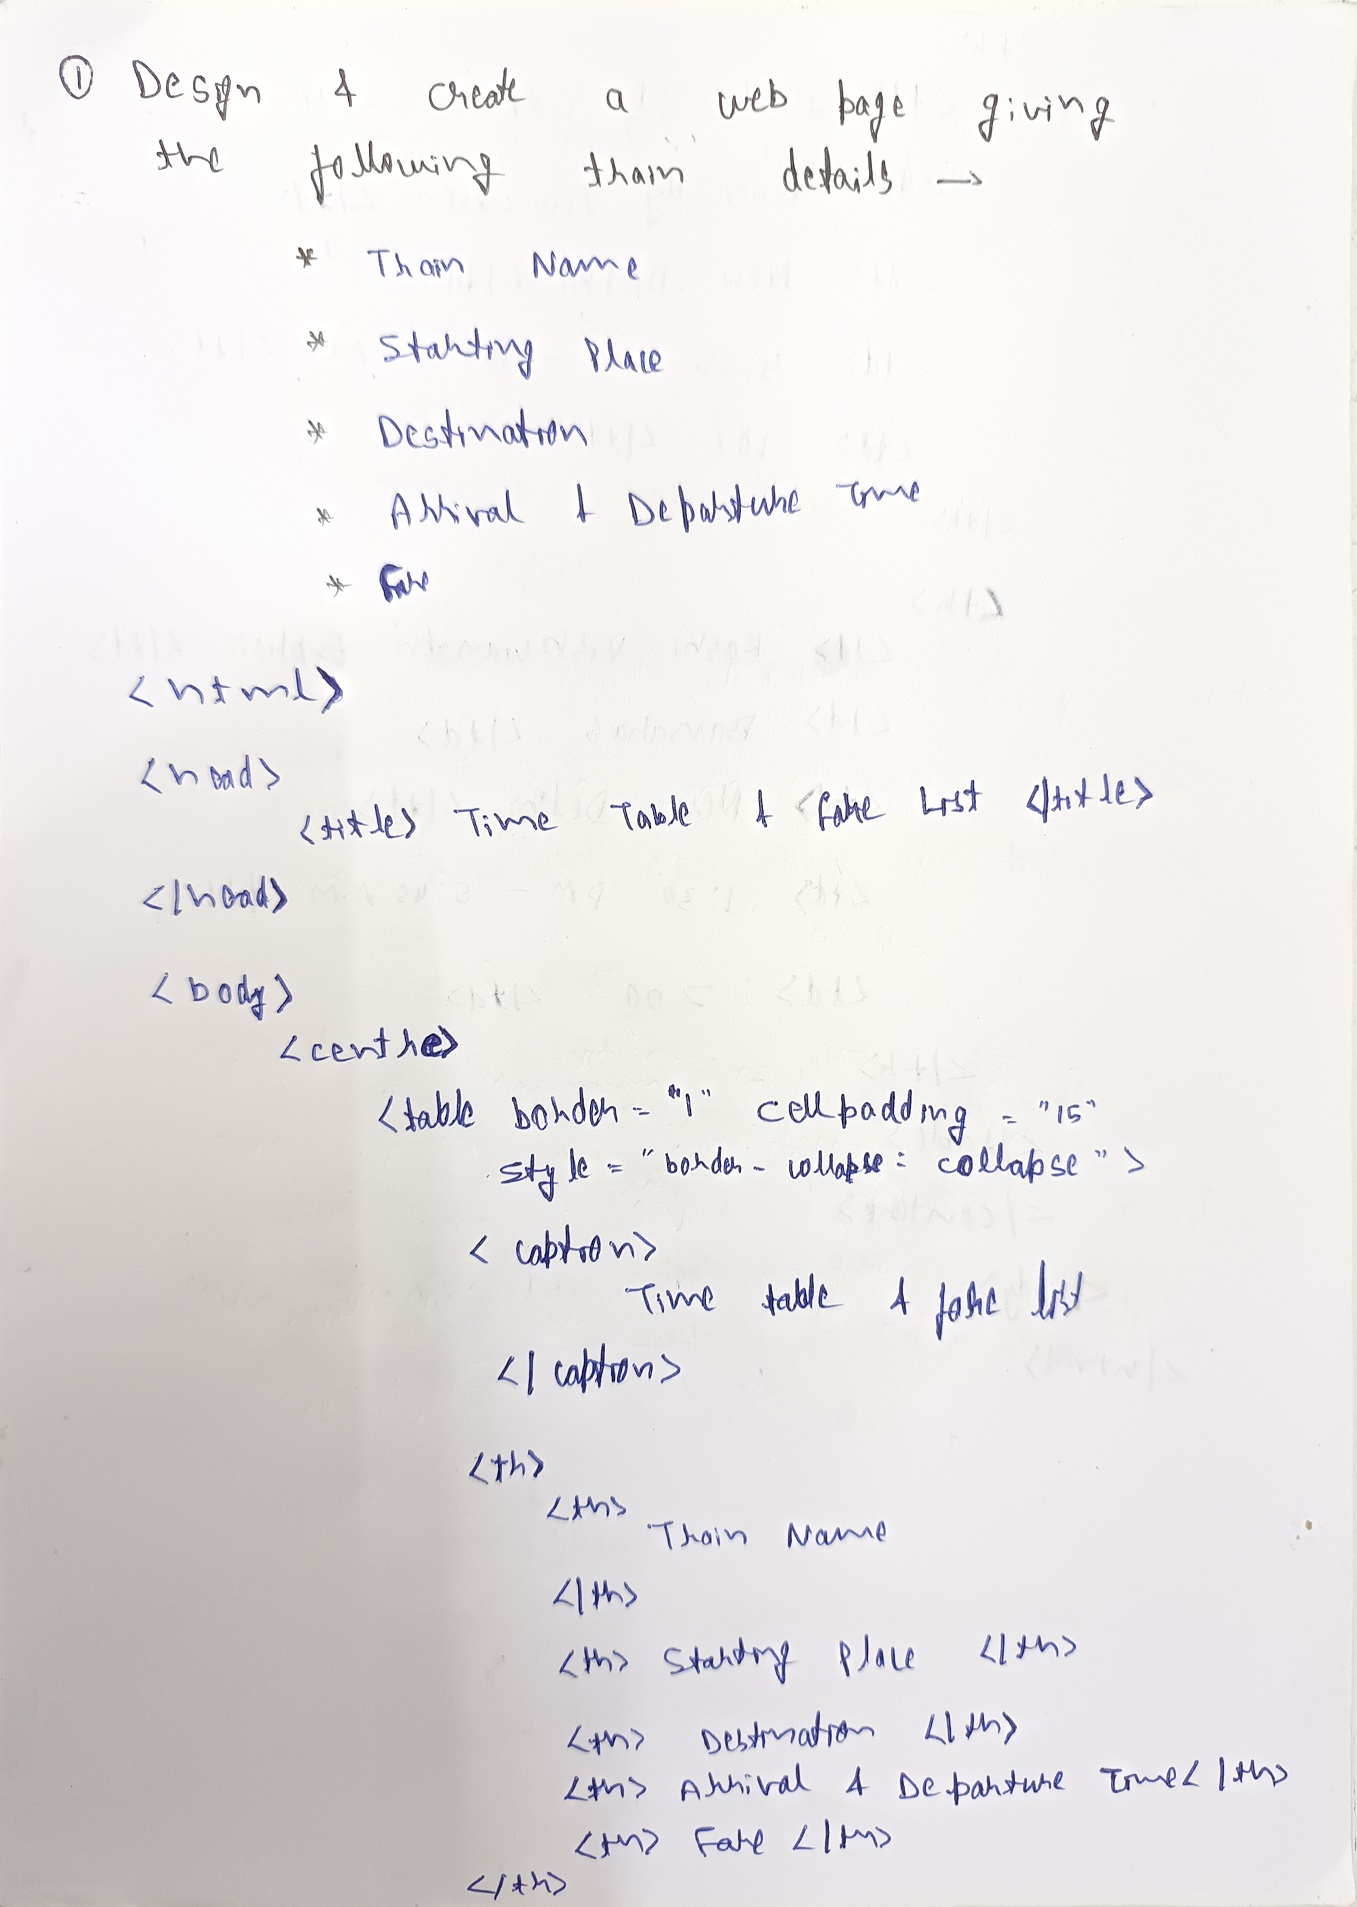 ① Design & create a web page giving
the following train details →
* Train Name
* Starting Place
* Destination
* Arrival & Departure Time
* Fare
<html>
<head>
<title> Time Table & Fare List </title>
</head>
<body>
<centre>
<table border = "1" cellpadding = "15"
style = "border - collapse : collapse ">
< caption>
Time table & fare list
</ caption>
<tr>
<th>
Train Name
</th>
<th> Starting Place </th>
<th> Destination </th>
<th> Arrival & Departure Time< /th>
<th> Fare </th>
</tr>